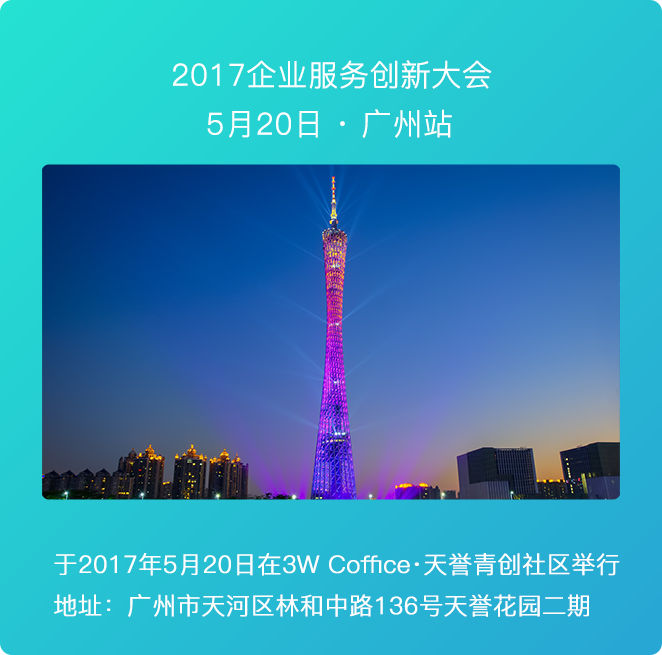 2017企业服务创新大会
5月20日 · 广州站
于2017年5月20日在3W Coffice·天誉青创社区举行
地址：广州市天河区林和中路136号天誉花园二期